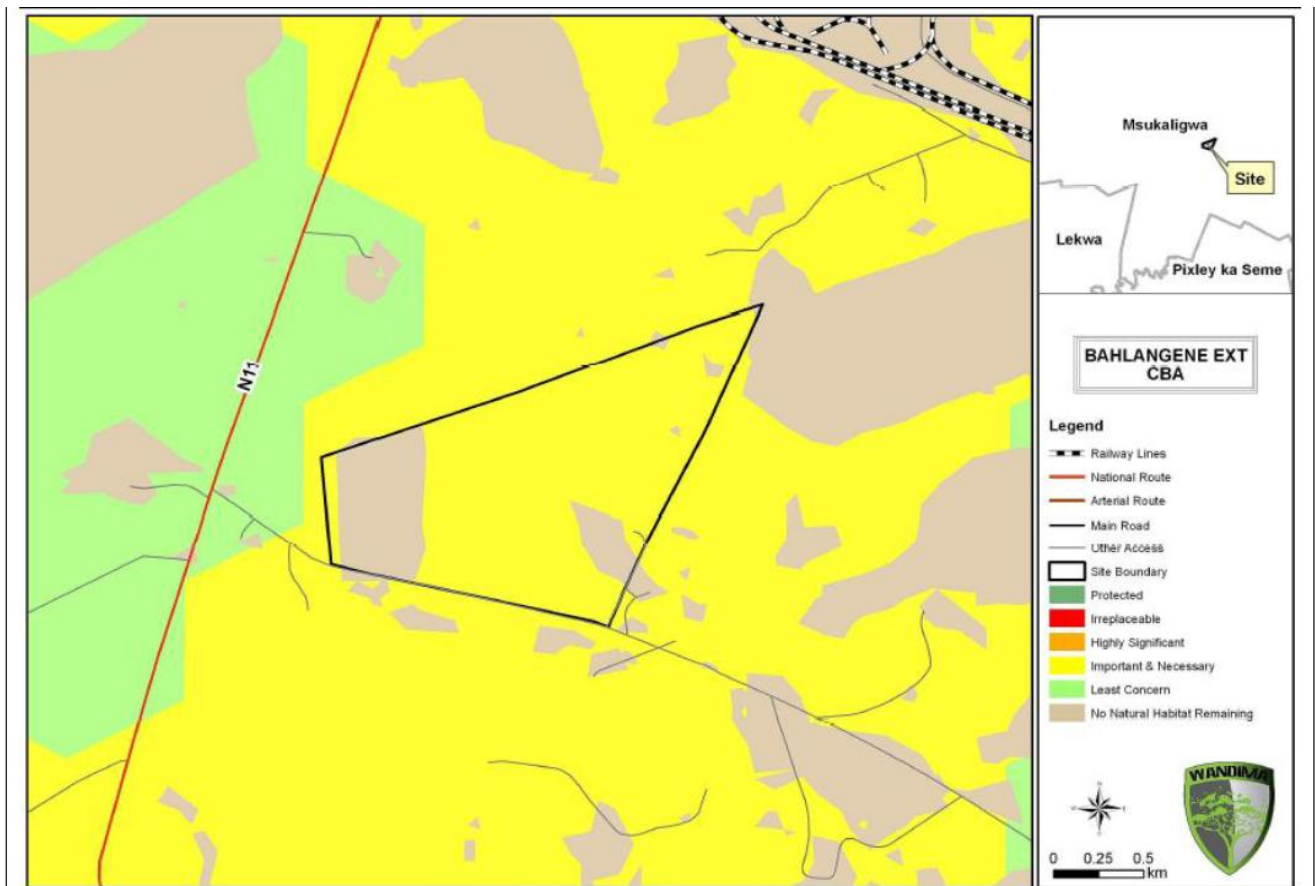 N11
Msukaligwa
Site
Lekwa
Pixley ka Seme
BAHLANGENE EXT
CBA
Legend
Railway Lines
National Route
Arterial Route
Main Road
Uther Access
Site Boundary
Protected
Irreplaceable
Highly Significant
Important & Necessary
Least Concern
No Natural Habitat Remaining
N
W E
S
WANDIMA
0 0.25 0.5
km